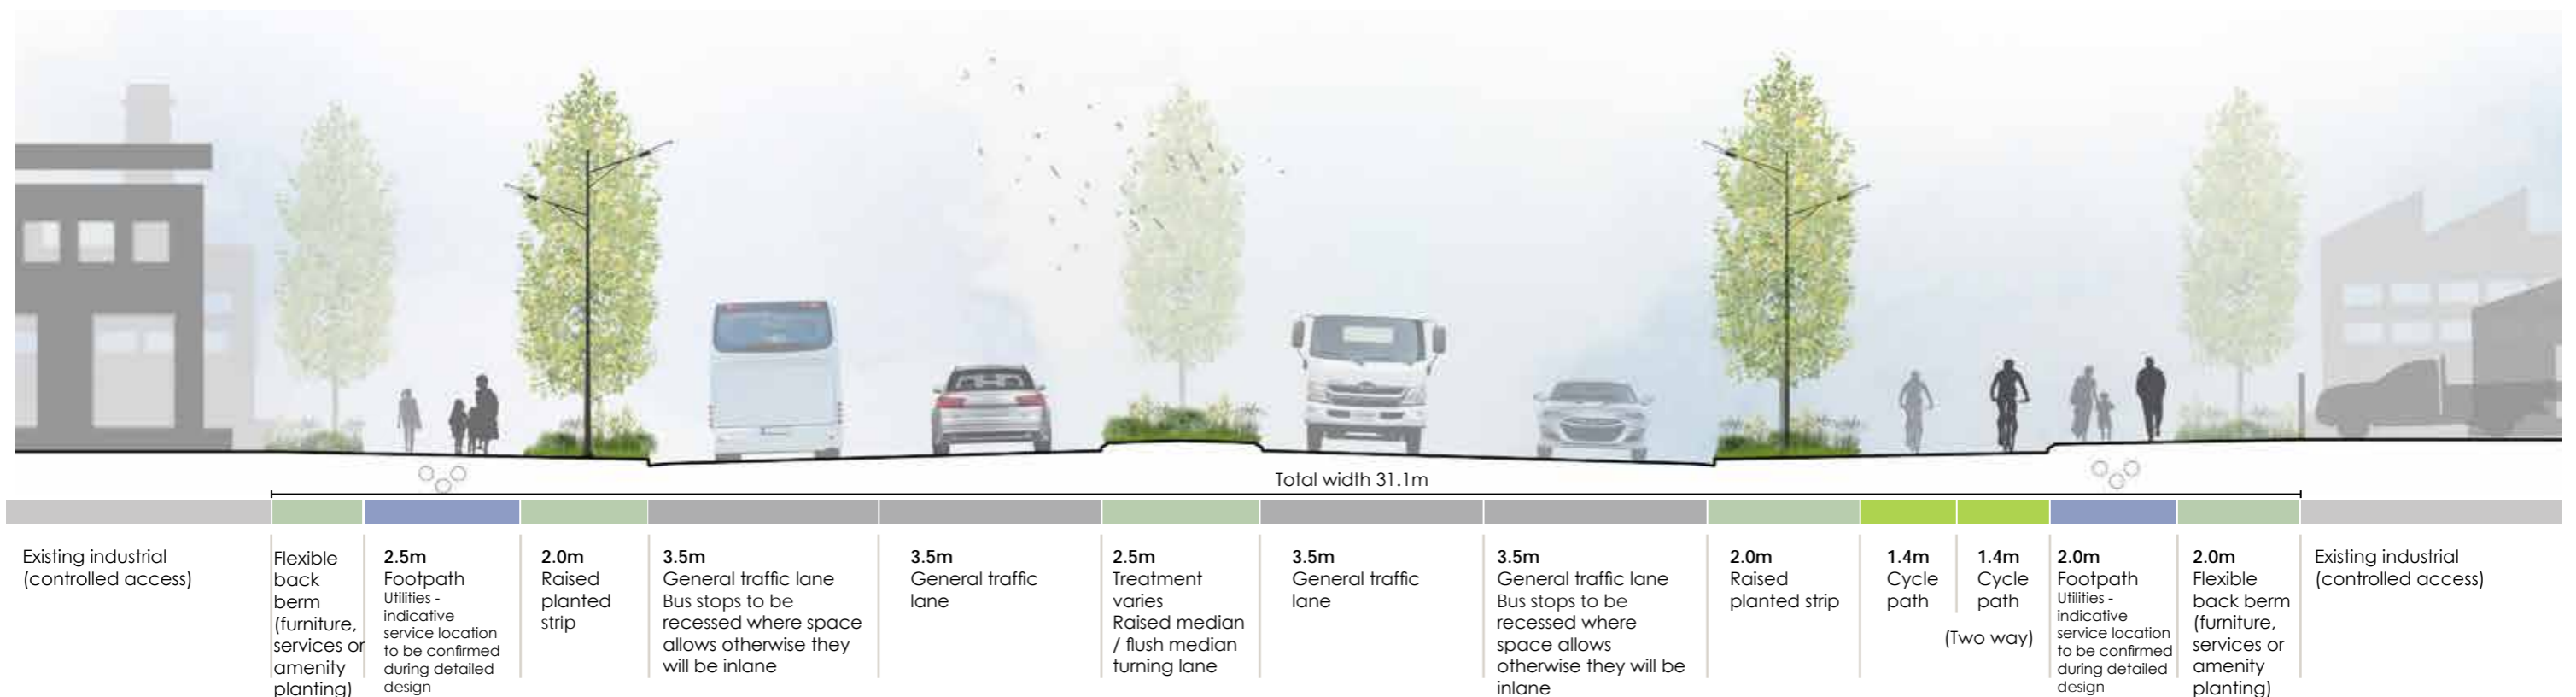 Total width 31.1m
Existing industrial
(controlled access)
Flexible
back
berm
(furniture,
services or
amenity
planting)
2.5m
Footpath
Utilities -
indicative
service location
to be confirmed
during detailed
design
2.0m
Raised
planted
strip
3.5m
General traffic lane
Bus stops to be
recessed where space
allows otherwise they
will be inlane
3.5m
General traffic
lane
2.5m
Treatment
varies
Raised median
/ flush median
turning lane
3.5m
General traffic
lane
3.5m
General traffic lane
Bus stops to be
recessed where
space allows
otherwise they will be
inlane
2.0m
Raised
planted strip
1.4m
Cycle
path
1.4m
Cycle
path
(Two way)
2.0m
Footpath
Utilities -
indicative
service location
to be confirmed
during detailed
design
2.0m
Flexible
back berm
(furniture,
services or
amenity
planting)
Existing industrial
(controlled access)